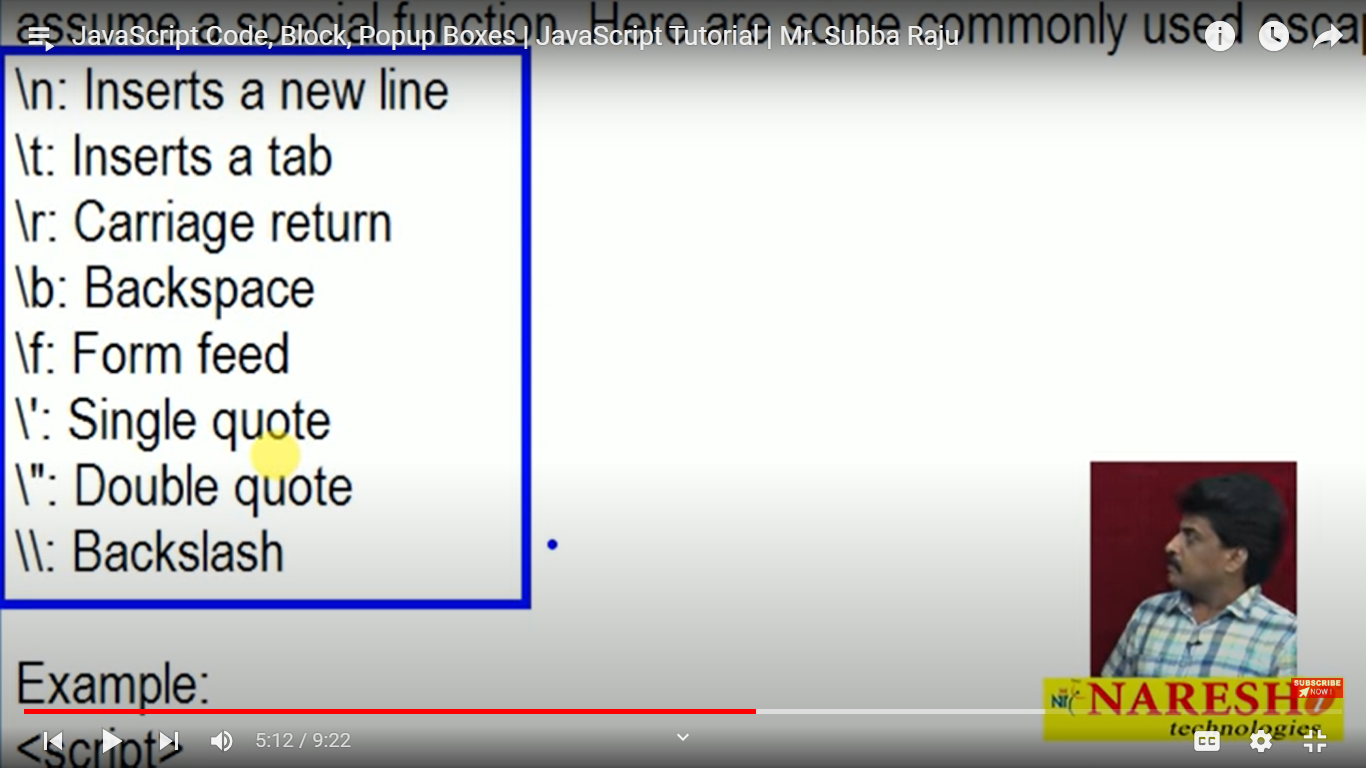 assume a special function. Here are some commonly used escap
JavaScript Code, Block, Popup Boxes | JavaScript Tutorial | Mr. Subba Raju
\n: Inserts a new line
\t: Inserts a tab
\r: Carriage return
\b: Backspace
\f: Form feed
\': Single quote
\": Double quote
\\: Backslash
Example:
<script>
SUBSCRIBE
NOW !
NARESH i
technologies
5:12 / 9:22
CC